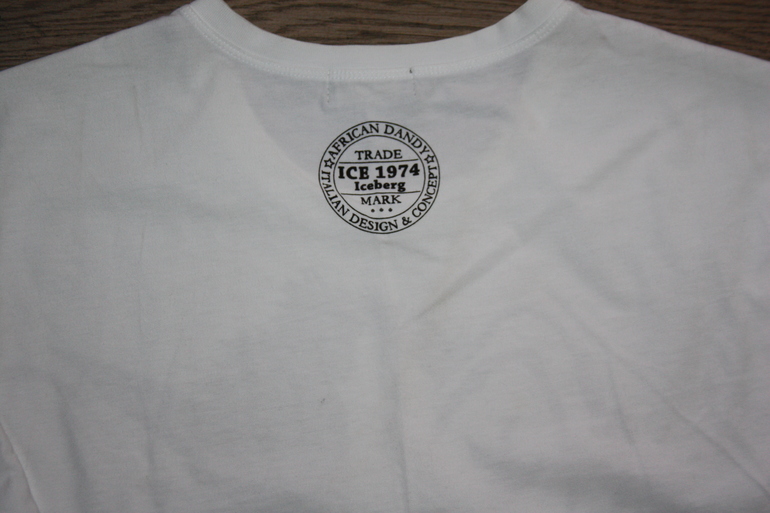 AFRICAN DANDY
TRADE
ICE 1974
Iceberg
MARK
ITALIAN DESIGN & CONCEPT